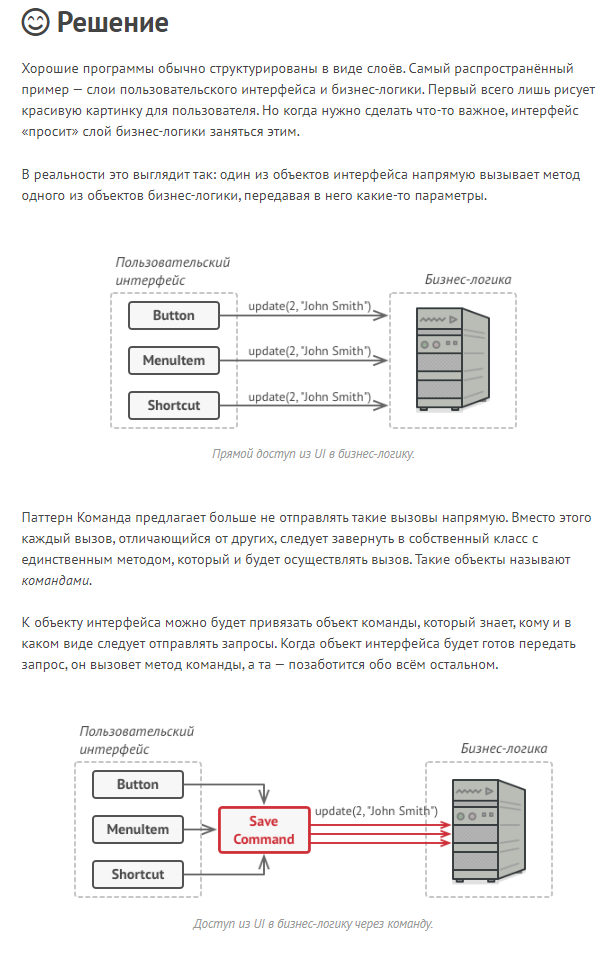 Решение
Хорошие программы обычно структурированы в виде слоёв. Самый распространённый
пример — слои пользовательского интерфейса и бизнес-логики. Первый всего лишь рисует
красивую картинку для пользователя. Но когда нужно сделать что-то важное, интерфейс
«просит» слой бизнес-логики заняться этим.
В реальности это выглядит так: один из объектов интерфейса напрямую вызывает метод
одного из объектов бизнес-логики, передавая в него какие-то параметры.
Пользовательский
интерфейс
Бизнес-логика
Button
update(2, "John Smith")
MenuItem
update(2, "John Smith")
Shortcut
update(2, "John Smith")
Прямой доступ из UI в бизнес-логику.
Паттерн Команда предлагает больше не отправлять такие вызовы напрямую. Вместо этого
каждый вызов, отличающийся от других, следует завернуть в собственный класс с
единственным методом, который и будет осуществлять вызов. Такие объекты называют
командами.
К объекту интерфейса можно будет привязать объект команды, который знает, кому и в
каком виде следует отправлять запросы. Когда объект интерфейса будет готов передать
запрос, он вызовет метод команды, а та — позаботится обо всём остальном.
Пользовательский
интерфейс
Бизнес-логика
Button
MenuItem
Shortcut
Save
Command
update(2, "John Smith")
Доступ из UI в бизнес-логику через команду.